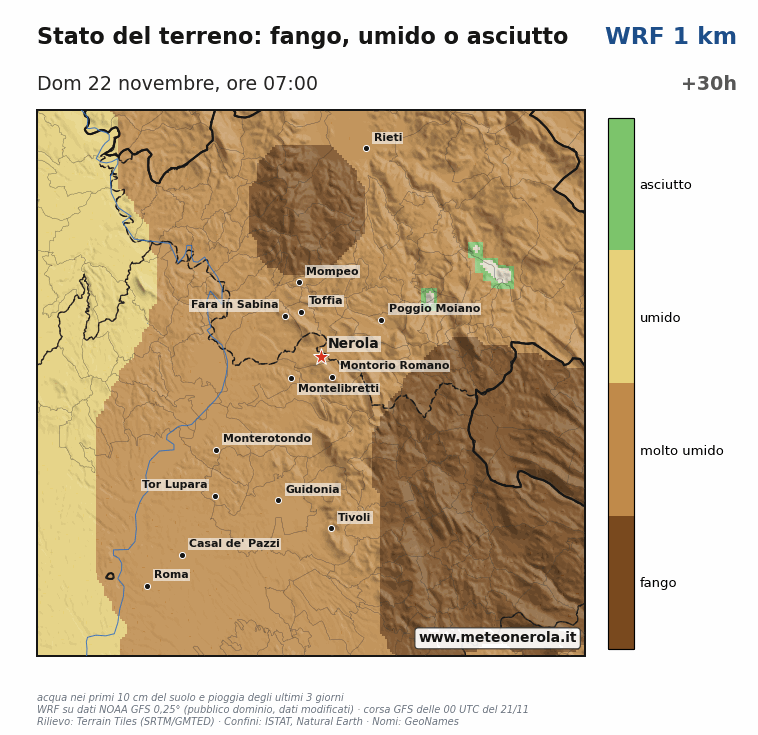 Stato del terreno: fango, umido o asciutto
WRF 1 km
Dom 22 novembre, ore 07:00
+30h
Rieti
asciutto
Mompeo
Fara in Sabina
Toffia
Poggio Moiano
umido
Nerola
Montorio Romano
Montelibretti
Monterotondo
molto umido
Tor Lupara
Guidonia
Tivoli
Casal de' Pazzi
Roma
fango
www.meteonerola.it
acqua nei primi 10 cm del suolo e pioggia degli ultimi 3 giorni
WRF su dati NOAA GFS 0,25° (pubblico dominio, dati modificati) · corsa GFS delle 00 UTC del 21/11
Rilievo: Terrain Tiles (SRTM/GMTED) · Confini: ISTAT, Natural Earth · Nomi: GeoNames